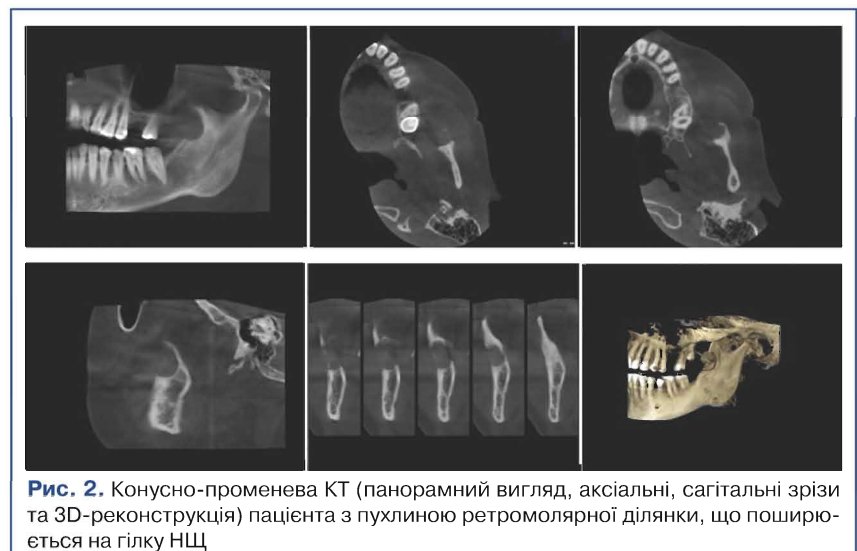 Рис. 2. Конусно-променева КТ (панорамний вигляд, аксіальні, сагітальні зрізи
та 3D-реконструкція) пацієнта з пухлиною ретромолярної ділянки, що поширю-
ється на гілку НЩ